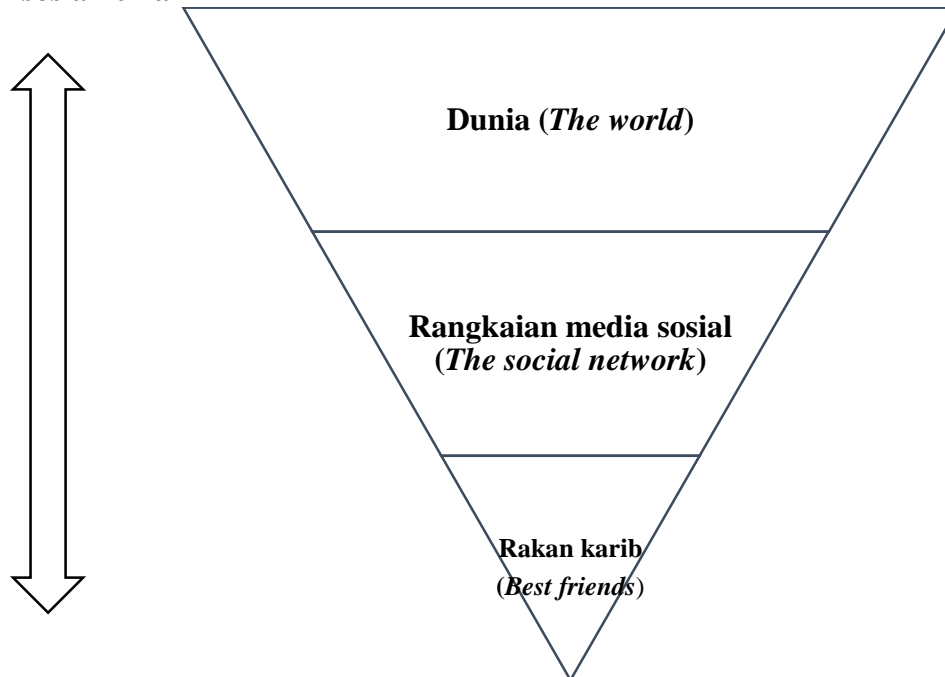 Dunia (The world)
Rangkaian media sosial
(The social network)
Rakan karib
(Best friends)